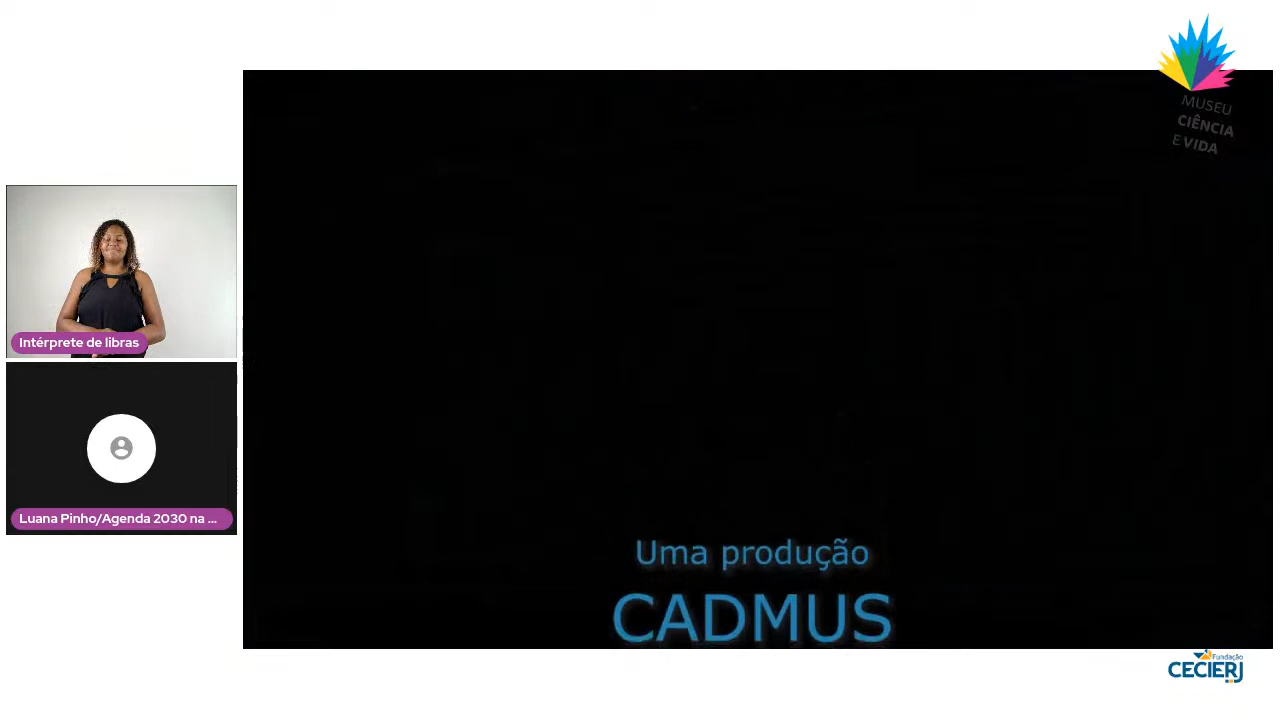 MUSEU
CIÊNCIA
E VIDA
Intérprete de libras
Luana Pinho/Agenda 2030 na ...
Uma produção
CADMUS
Fundação
CECIERJ